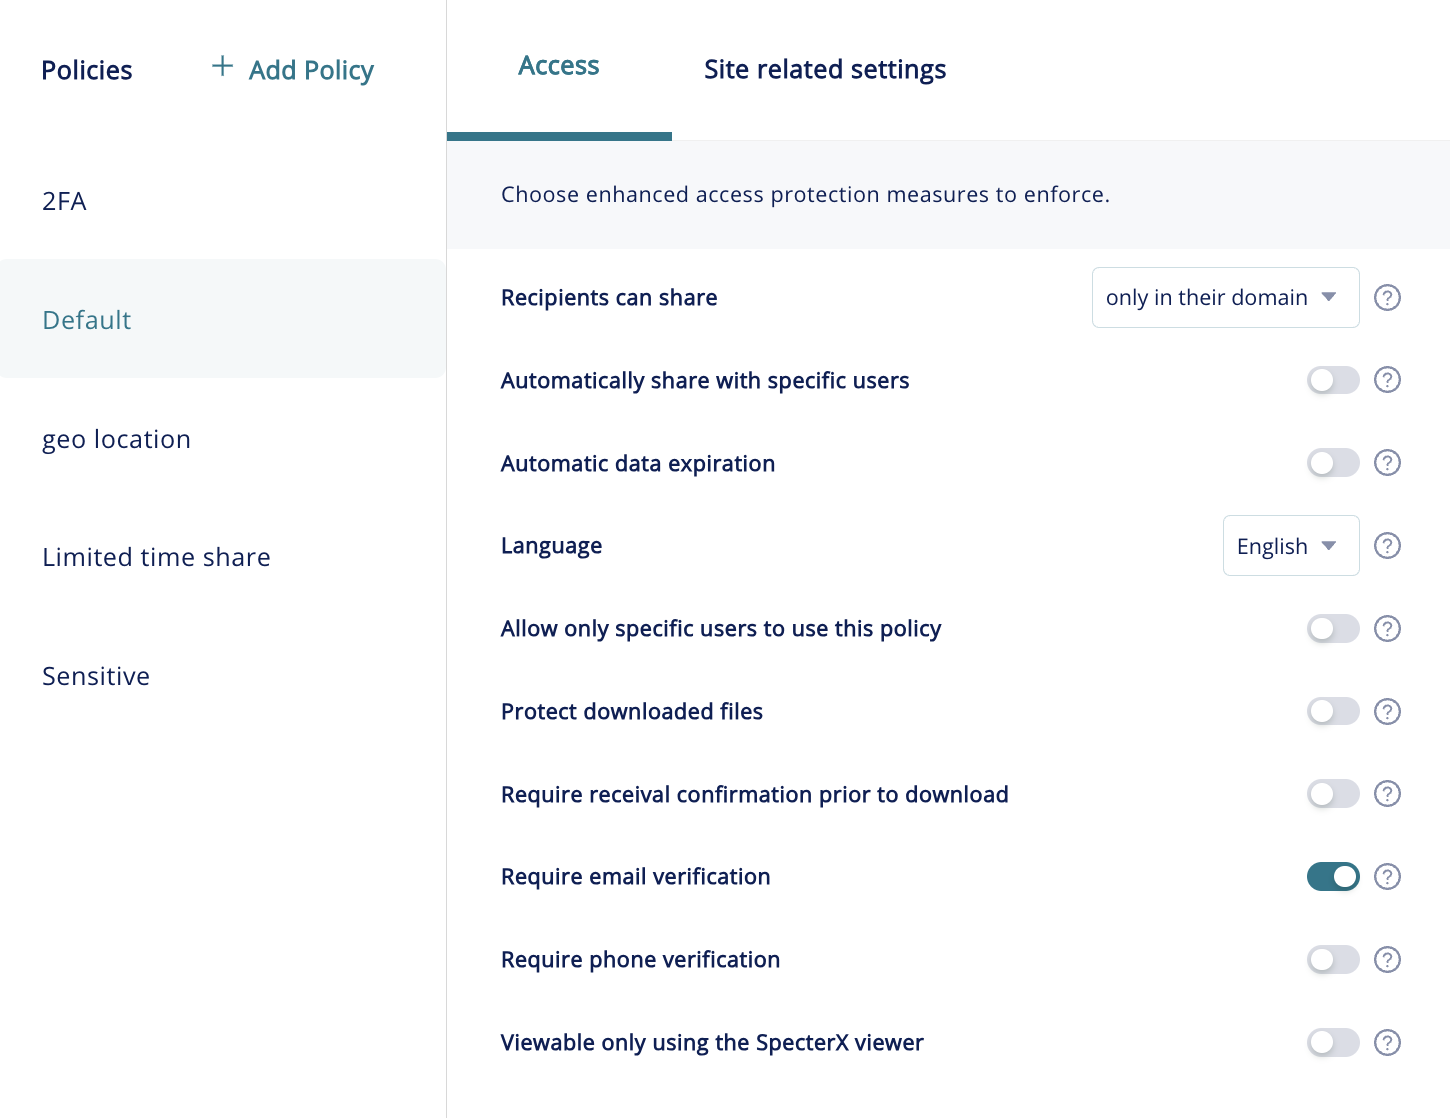 Policies
+ Add Policy
2FA
Default
geo location
Limited time share
Sensitive
Access
Site related settings
Choose enhanced access protection measures to enforce.
Recipients can share
only in their domain
?
Automatically share with specific users
?
Automatic data expiration
?
Language
English
?
Allow only specific users to use this policy
?
Protect downloaded files
?
Require receival confirmation prior to download
?
Require email verification
?
Require phone verification
?
Viewable only using the SpecterX viewer
?